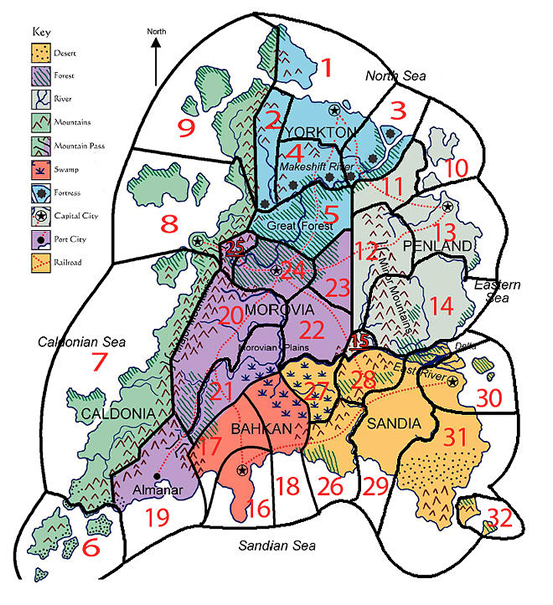 Key
Desert
Forest
River
Mountains
Mountain Pass
Swamp
Fortress
Capital City
Port City
Railroad
North
1
North Sea
9
2
YORKTON
3
4
Makeshift River
10
11
8
5
Great Forest
25
24
12
13
PENLAND
23
Minor Mountains
Eastern
Sea
20
MOROVIA
14
22
Caldonian Sea
7
Morovian Plains
15
Delta
East River
21
27
28
30
CALDONIA
17
BAHKAN
SANDIA
31
Almanar
16
18
26
29
19
32
6
Sandian Sea